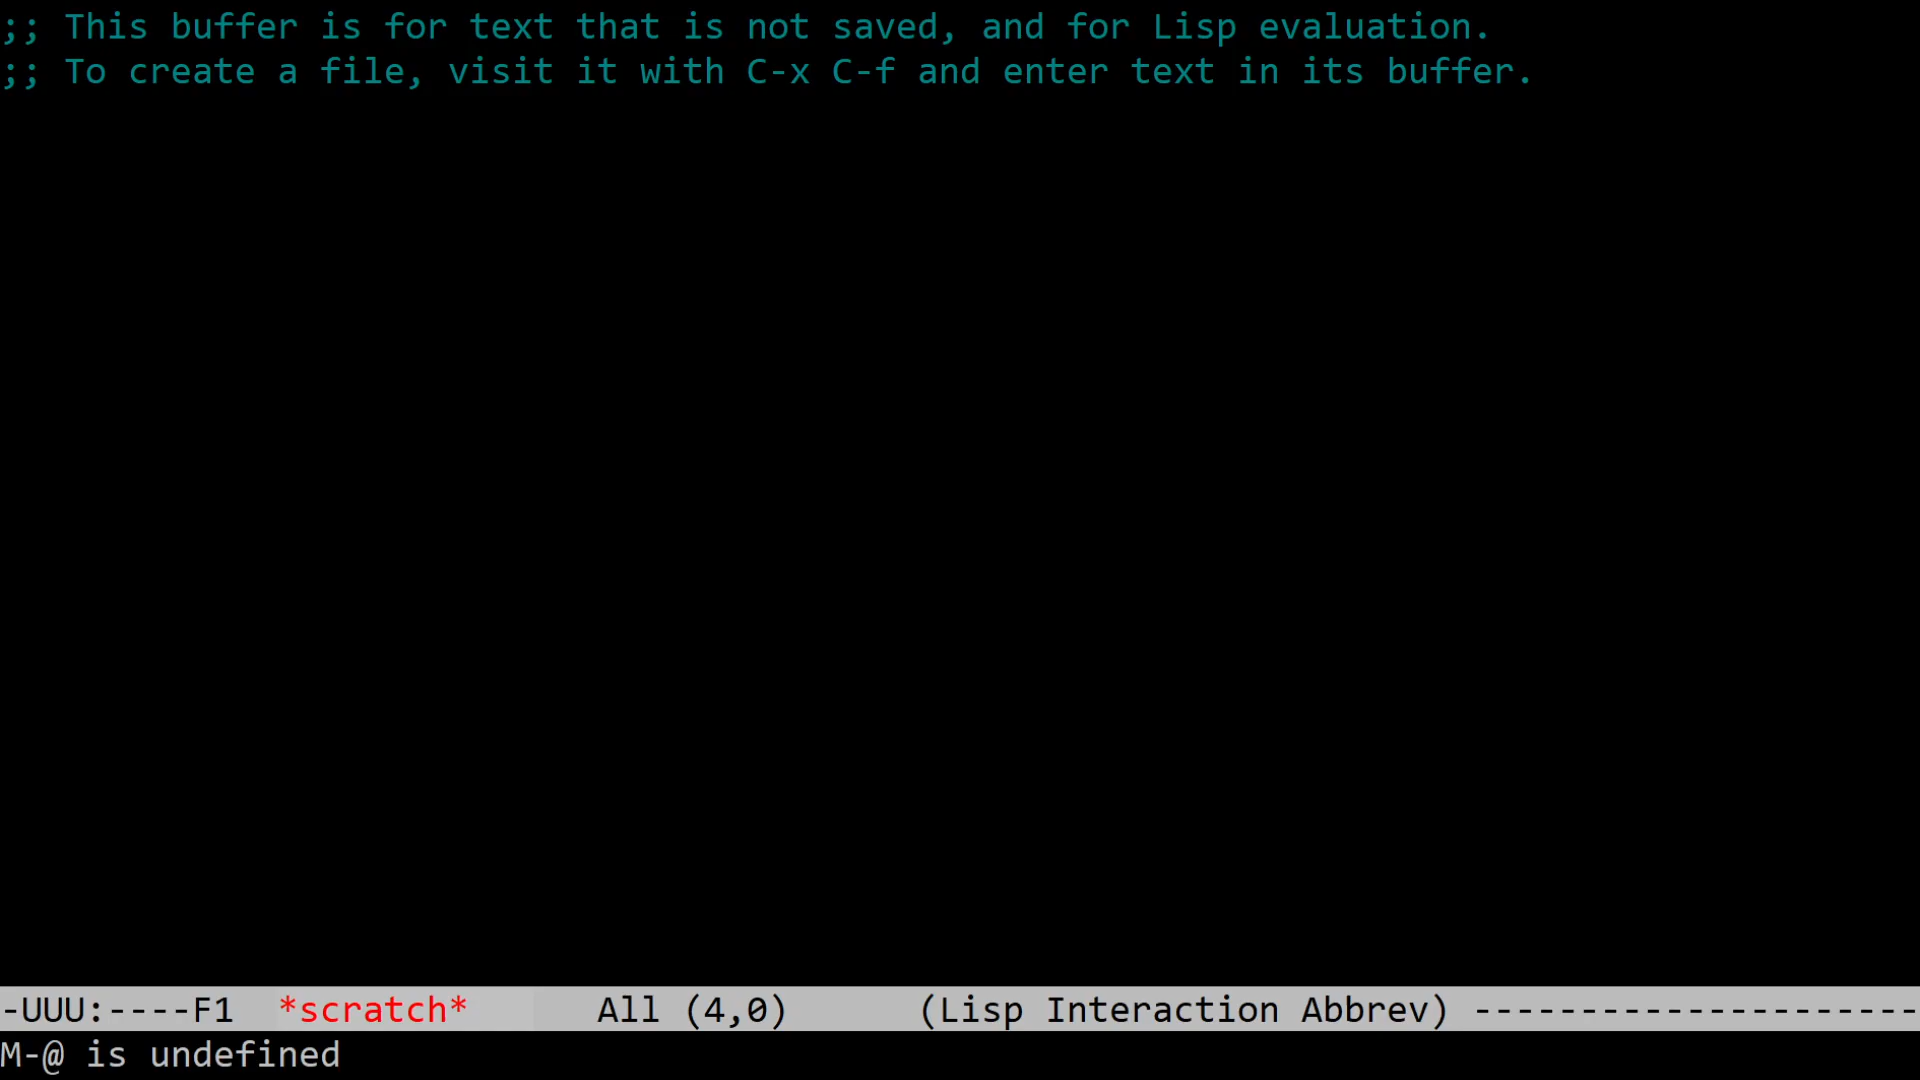 ;; This buffer is for text that is not saved, and for Lisp evaluation.
;; To create a file, visit it with C-x C-f and enter text in its buffer.
-UUU:----F1  *scratch*      All (4,0)      (Lisp Interaction Abbrev) ---------------------
M-@ is undefined